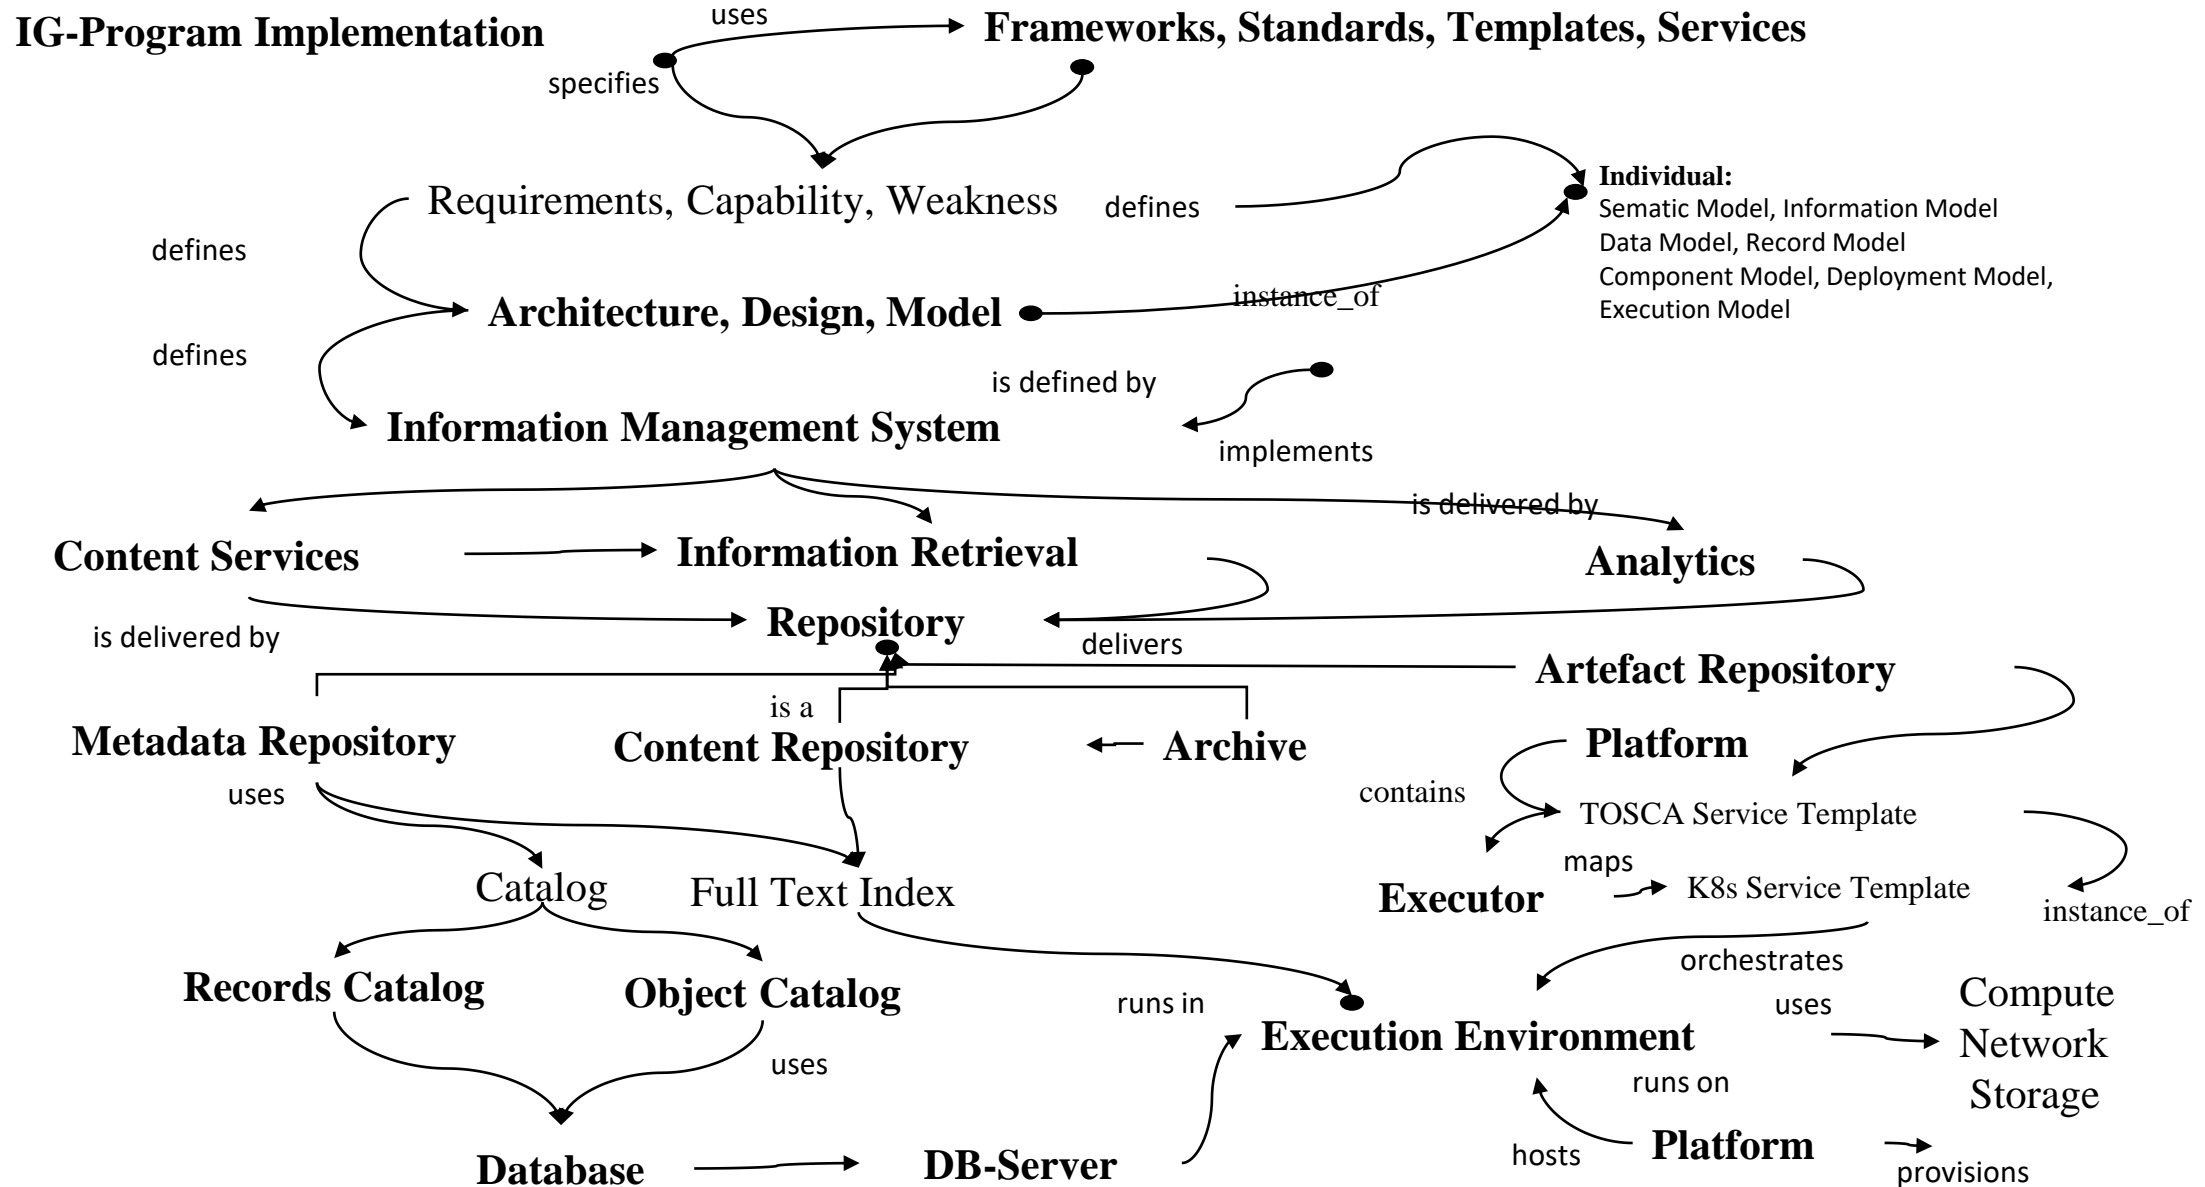 uses
IG-Program Implementation
Frameworks, Standards, Templates, Services
specifies
Individual:
Requirements, Capability, Weakness
defines
Sematic Model, Information Model
Data Model, Record Model
defines
Component Model, Deployment Model,
Execution Model
instance_of
Architecture, Design, Model
defines
is defined by
Information Management System
implements
is delivered by
Content Services
Information Retrieval
Analytics
Repository
is delivered by
delivers
Artefact Repository
is a
Metadata Repository
Content Repository
Archive
Platform
uses
contains
TOSCA Service Template
maps
Catalog
Full Text Index
Executor
K8s Service Template
instance_of
orchestrates
Records Catalog
Object Catalog
runs in
uses
Compute
Network
Storage
Execution Environment
uses
runs on
hosts
Platform
provisions
Database
DB-Server